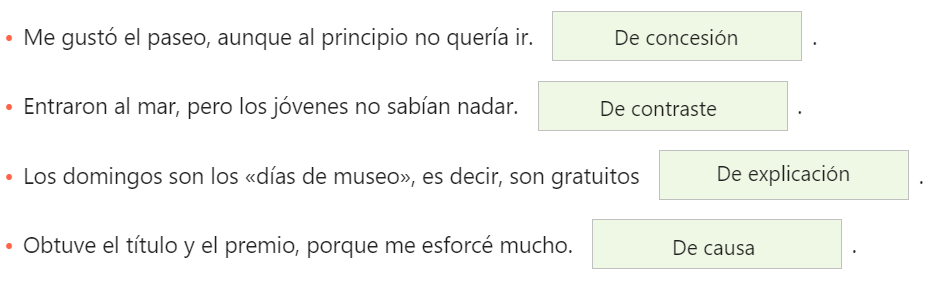 • Me gustó el paseo, aunque al principio no quería ir. De concesión .
• Entraron al mar, pero los jóvenes no sabían nadar. De contraste .
• Los domingos son los «días de museo», es decir, son gratuitos De explicación .
• Obtuve el título y el premio, porque me esforcé mucho. De causa .